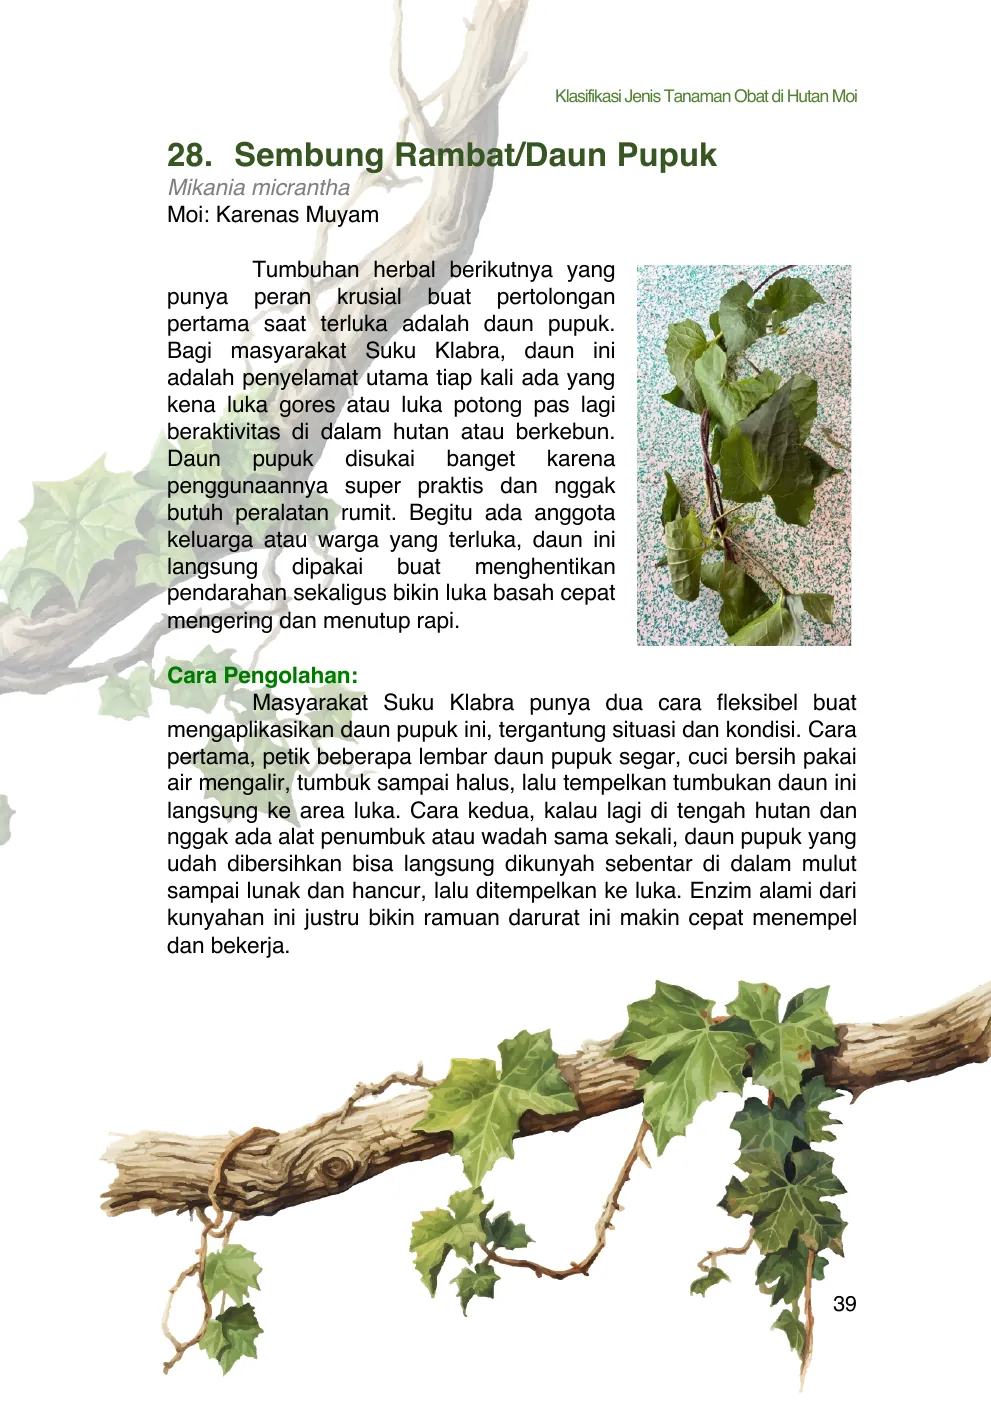 Klasifikasi Jenis Tanaman Obat di Hutan Moi
28. Sembung Rambat/Daun Pupuk
Mikania micrantha
Moi: Karenas Muyam
Tumbuhan herbal berikutnya yang
punya peran krusial buat pertolongan
pertama saat terluka adalah daun pupuk.
Bagi masyarakat Suku Klabra, daun ini
adalah penyelamat utama tiap kali ada yang
kena luka gores atau luka potong pas lagi
beraktivitas di dalam hutan atau berkebun.
Daun pupuk disukai banget karena
penggunaannya super praktis dan nggak
butuh peralatan rumit. Begitu ada anggota
keluarga atau warga yang terluka, daun ini
langsung dipakai buat menghentikan
pendarahan sekaligus bikin luka basah cepat
mengering dan menutup rapi.
Cara Pengolahan:
Masyarakat Suku Klabra punya dua cara fleksibel buat
mengaplikasikan daun pupuk ini, tergantung situasi dan kondisi. Cara
pertama, petik beberapa lembar daun pupuk segar, cuci bersih pakai
air mengalir, tumbuk sampai halus, lalu tempelkan tumbukan daun ini
langsung ke area luka. Cara kedua, kalau lagi di tengah hutan dan
nggak ada alat penumbuk atau wadah sama sekali, daun pupuk yang
udah dibersihkan bisa langsung dikunyah sebentar di dalam mulut
sampai lunak dan hancur, lalu ditempelkan ke luka. Enzim alami dari
kunyahan ini justru bikin ramuan darurat ini makin cepat menempel
dan bekerja.
39